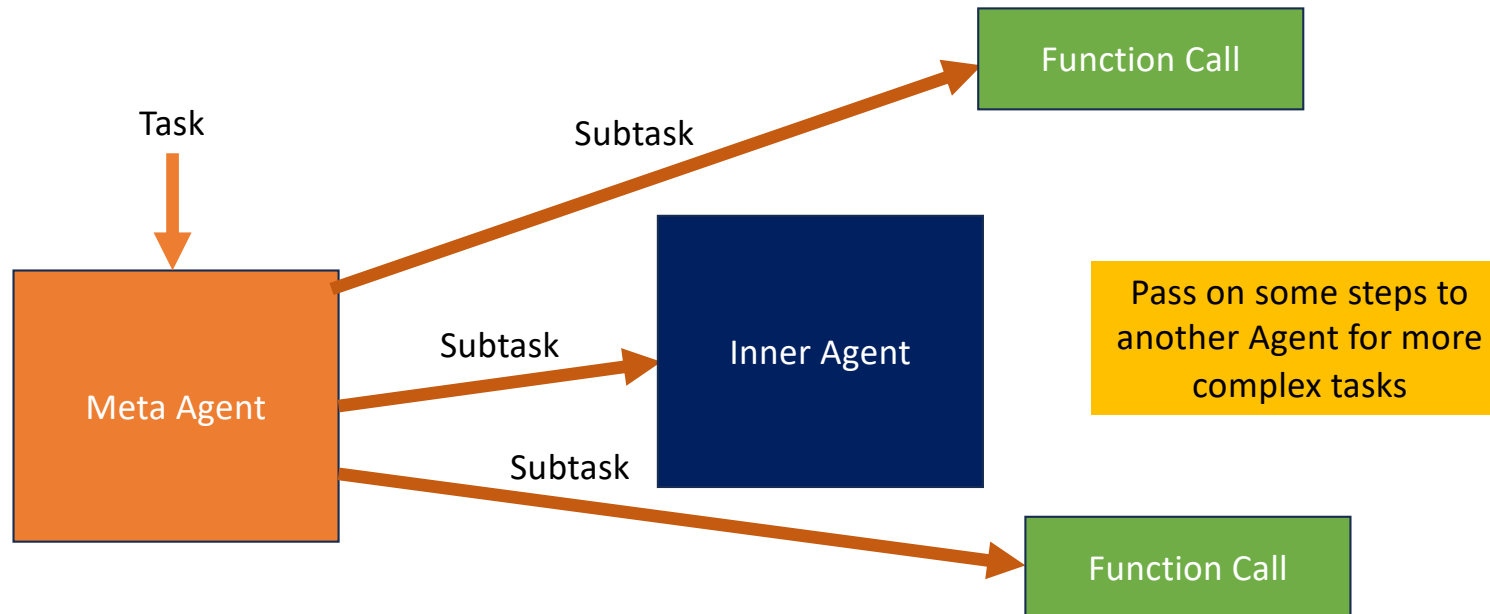 Function Call
Task
Subtask
Subtask
Inner Agent
Pass on some steps to
another Agent for more
complex tasks
Meta Agent
Subtask
Function Call